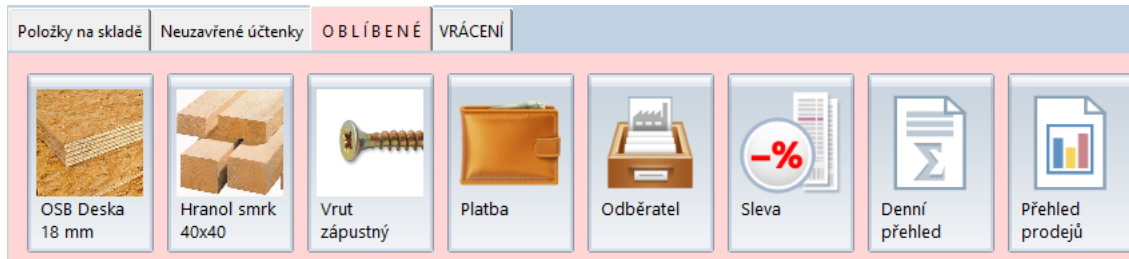 Položky na skladě Neuzavřené účtenky O B L Í B E N É VRÁCENÍ
-%
OSB Deska 18 mm
Hranol smrk 40x40
Vrut zápustný
Platba
Odběratel
Sleva
Denní přehled
Přehled prodejů